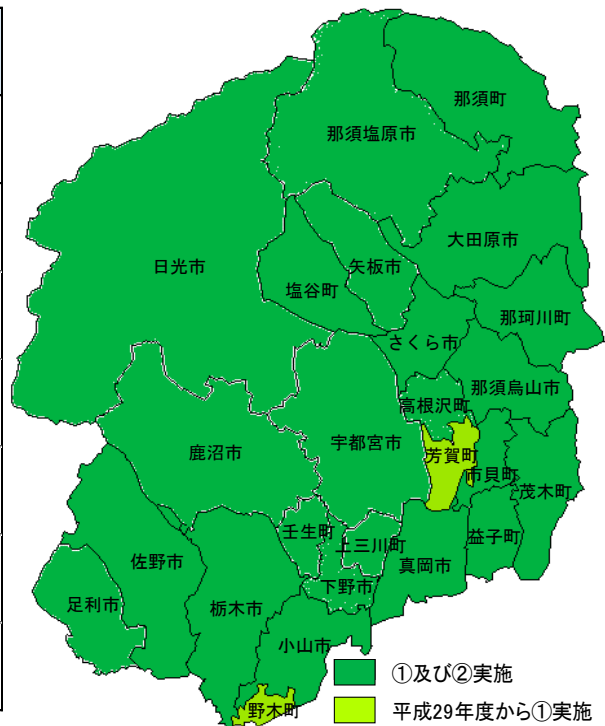 那須町
那須塩原市
大田原市
日光市
矢板市
塩谷町
那珂川町
さくら市
那須烏山市
高根沢町
宇都宮市
鹿沼市
芳賀町
市貝町
茂木町
壬生町
上三川町
益子町
佐野市
真岡市
下野市
足利市
栃木市
小山市
①及び②実施
野木町
平成29年度から①実施